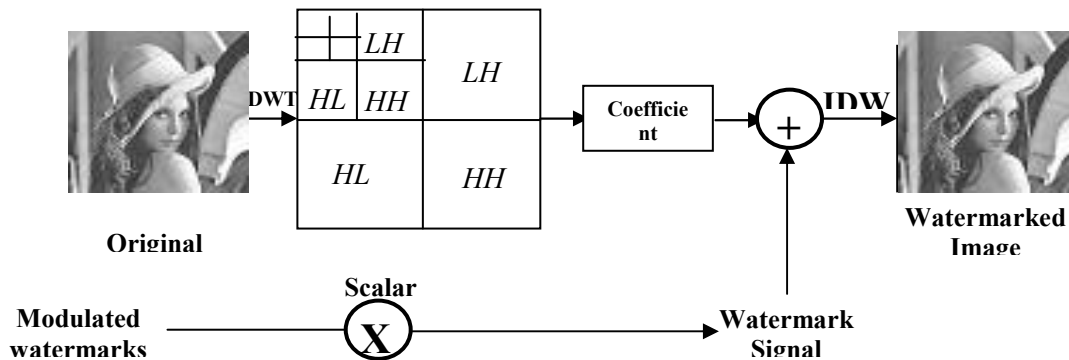 LH
LH
DWT
HL
HH
Coefficie
nt
+
IDW
HL
HH
Original
Watermarked
Image
Scalar
X
Modulated
watermarks
Watermark
Signal